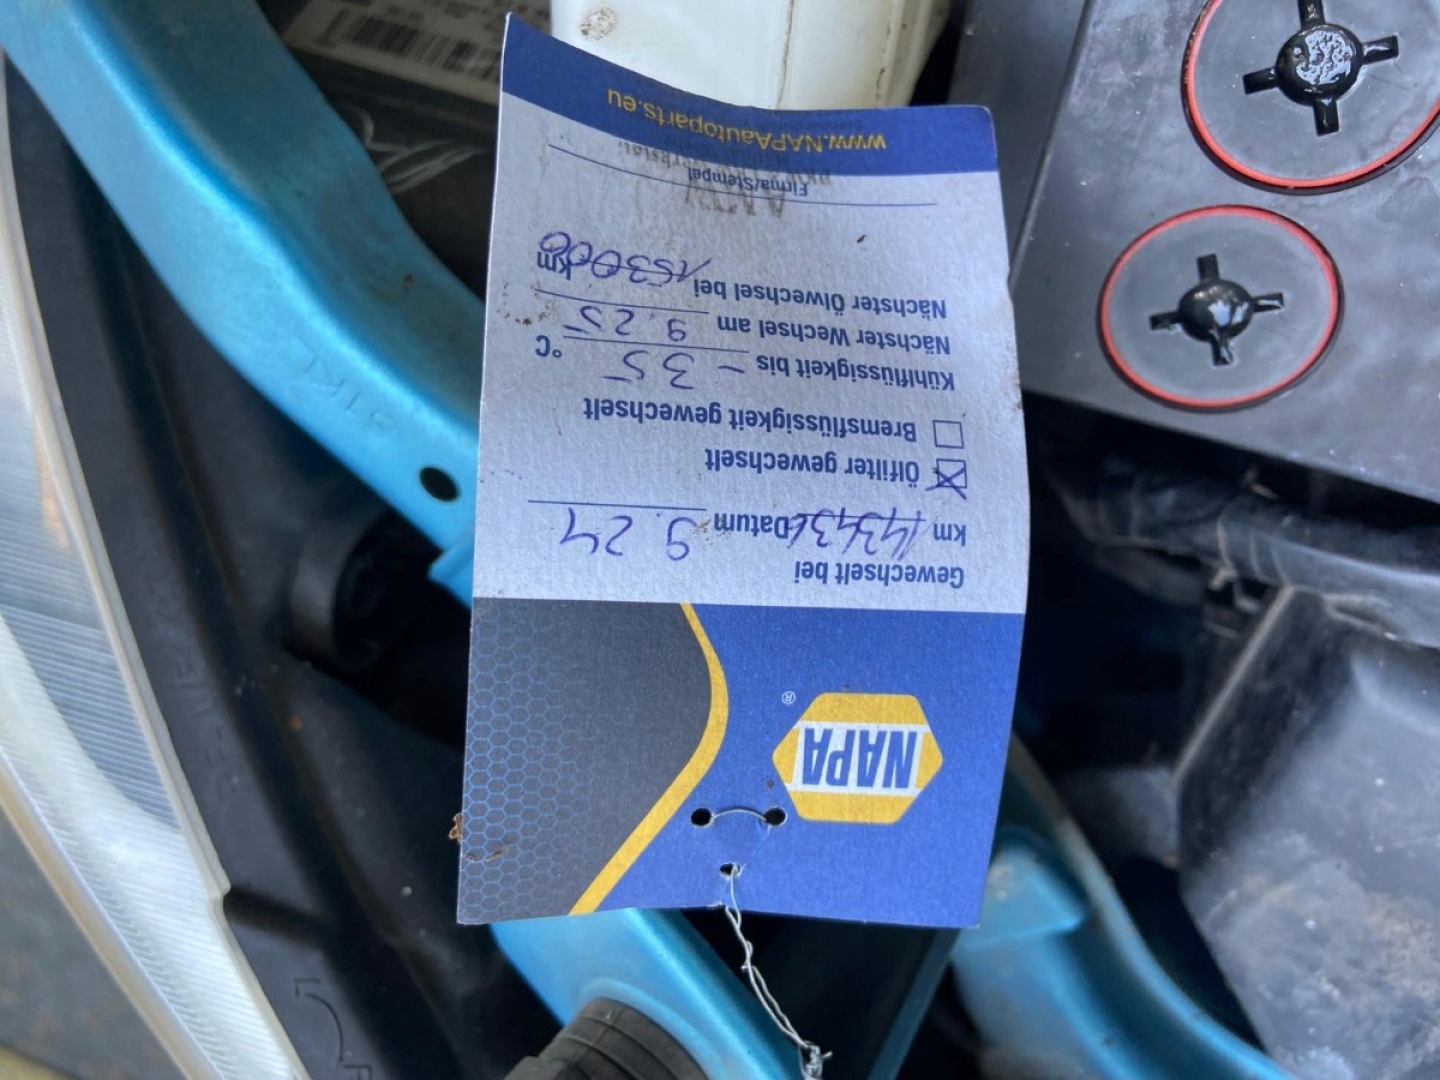 NAPA®
Gewechselt bei
km 143436 Datum 9.24
☒ Ölfilter gewechselt
☐ Bremsflüssigkeit gewechselt
Kühlflüssigkeit bis -35 °C
Nächster Wechsel am 9.25
Nächster Ölwechsel bei 153000 km
Firma/Stempel
www.NAPAautoparts.eu